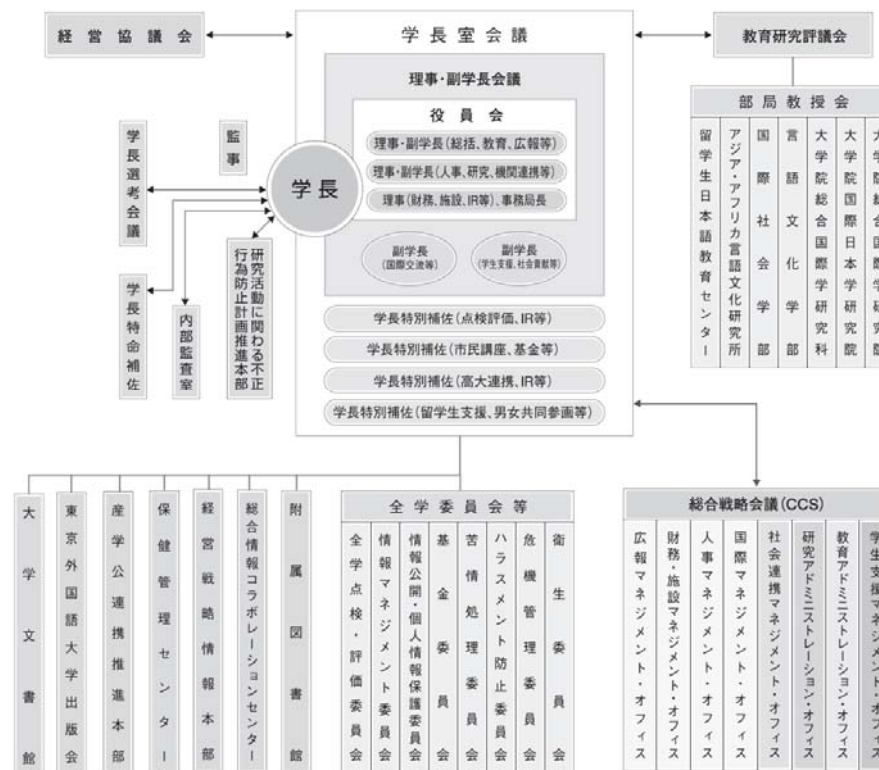 経営協議会
学長室会議
教育研究評議会
理事・副学長会議
役員会
理事・副学長(総括、教育、広報等)
理事・副学長(人事、研究、機関連携等)
理事(財務、施設、IR等)、事務局長
学長
副学長
(国際交流等)
副学長
(学生支援、社会貢献等)
学長特別補佐(点検評価、IR等)
学長特別補佐(市民講座、基金等)
学長特別補佐(高大連携、IR等)
学長特別補佐(留学生支援、男女共同参画等)
監事
学長選考会議
学長特命補佐
内部監査室
研究活動に関わる不正
行為防止計画推進本部
部局教授会
大学院総合国際学研究院
大学院国際日本学研究院
大学院総合国際学研究科
言語文化学部
国際社会学部
アジア・アフリカ言語文化研究所
留学生日本語教育センター
附属図書館
総合情報コラボレーションセンター
経営戦略情報本部
保健管理センター
産学公連携推進本部
東京外国語大学出版会
大学文書館
全学委員会等
衛生委員会
危機管理委員会
ハラスメント防止委員会
苦情処理委員会
基金委員会
情報公開・個人情報保護委員会
情報マネジメント委員会
全学点検・評価委員会
総合戦略会議(CCS)
学生支援マネジメント・オフィス
教育アドミニストレーション・オフィス
研究アドミニストレーション・オフィス
社会連携マネジメント・オフィス
国際マネジメント・オフィス
人事マネジメント・オフィス
財務・施設マネジメント・オフィス
広報マネジメント・オフィス